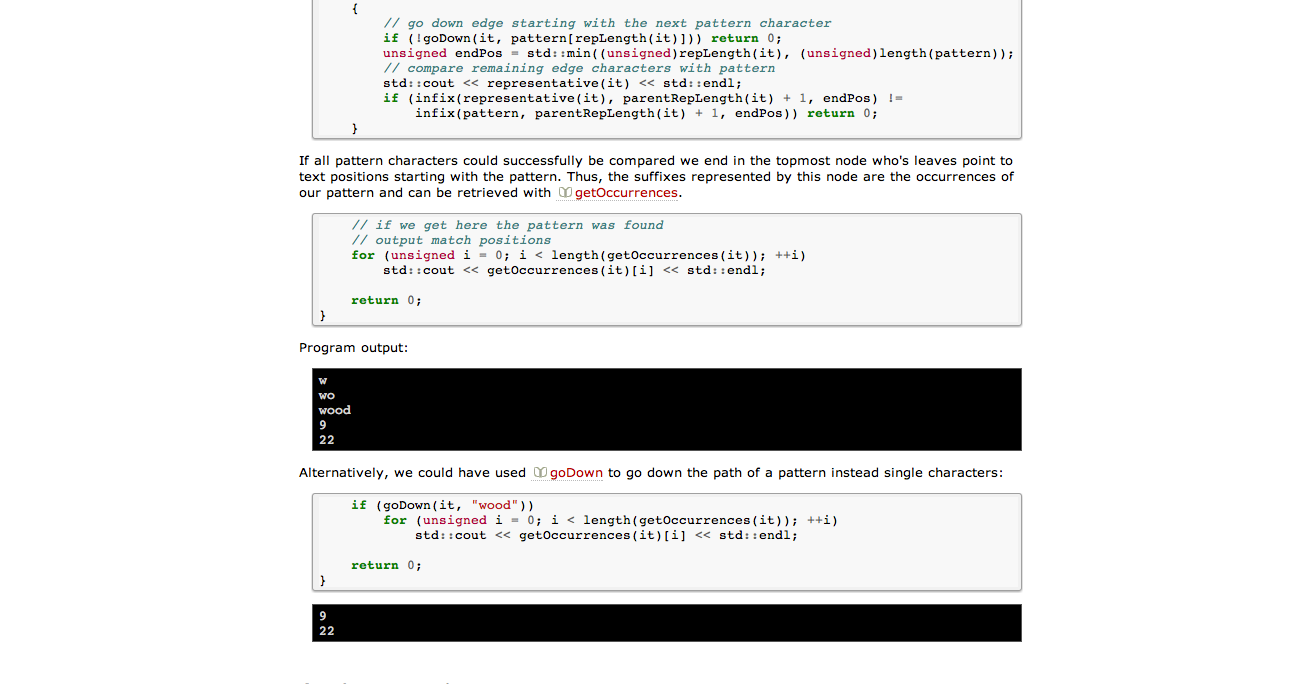 {
// go down edge starting with the next pattern character
if (!goDown(it, pattern[repLength(it)])) return 0;
unsigned endPos = std::min((unsigned)repLength(it), (unsigned)length(pattern));
// compare remaining edge characters with pattern
std::cout << representative(it) << std::endl;
if (infix(representative(it), parentRepLength(it) + 1, endPos) !=
infix(pattern, parentRepLength(it) + 1, endPos)) return 0;
}
If all pattern characters could successfully be compared we end in the topmost node who's leaves point to
text positions starting with the pattern. Thus, the suffixes represented by this node are the occurrences of
our pattern and can be retrieved with getOccurrences.
// if we get here the pattern was found
// output match positions
for (unsigned i = 0; i < length(getOccurrences(it)); ++i)
std::cout << getOccurrences(it)[i] << std::endl;
return 0;
}
Program output:
w
wo
wood
9
22
Alternatively, we could have used goDown to go down the path of a pattern instead single characters:
if (goDown(it, "wood"))
for (unsigned i = 0; i < length(getOccurrences(it)); ++i)
std::cout << getOccurrences(it)[i] << std::endl;
return 0;
}
9
22